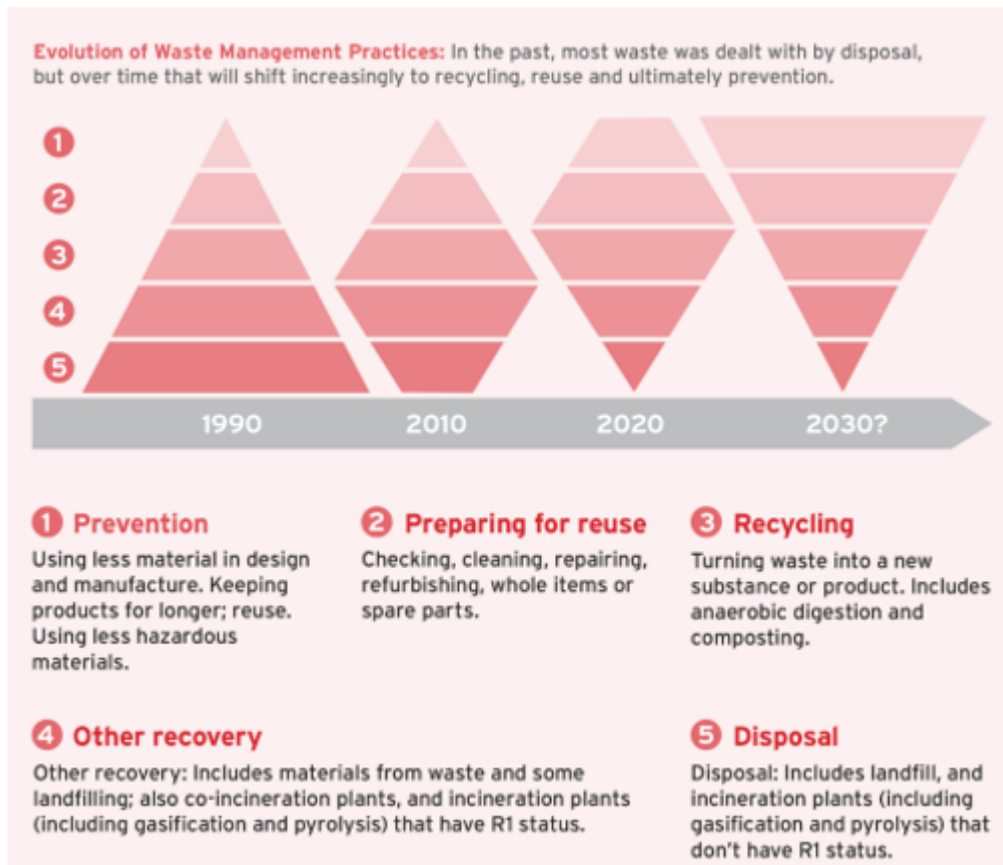 Evolution of Waste Management Practices: In the past, most waste was dealt with by disposal,
but over time that will shift increasingly to recycling, reuse and ultimately prevention.
1
2
3
4
5
1990 2010 2020 2030?
1 Prevention
Using less material in design
and manufacture. Keeping
products for longer; reuse.
Using less hazardous
materials.
2 Preparing for reuse
Checking, cleaning, repairing,
refurbishing, whole items or
spare parts.
3 Recycling
Turning waste into a new
substance or product. Includes
anaerobic digestion and
composting.
4 Other recovery
Other recovery: Includes materials from waste and some
landfilling; also co-incineration plants, and incineration plants
(including gasification and pyrolysis) that have R1 status.
5 Disposal
Disposal: Includes landfill, and
incineration plants (including
gasification and pyrolysis) that
don't have R1 status.